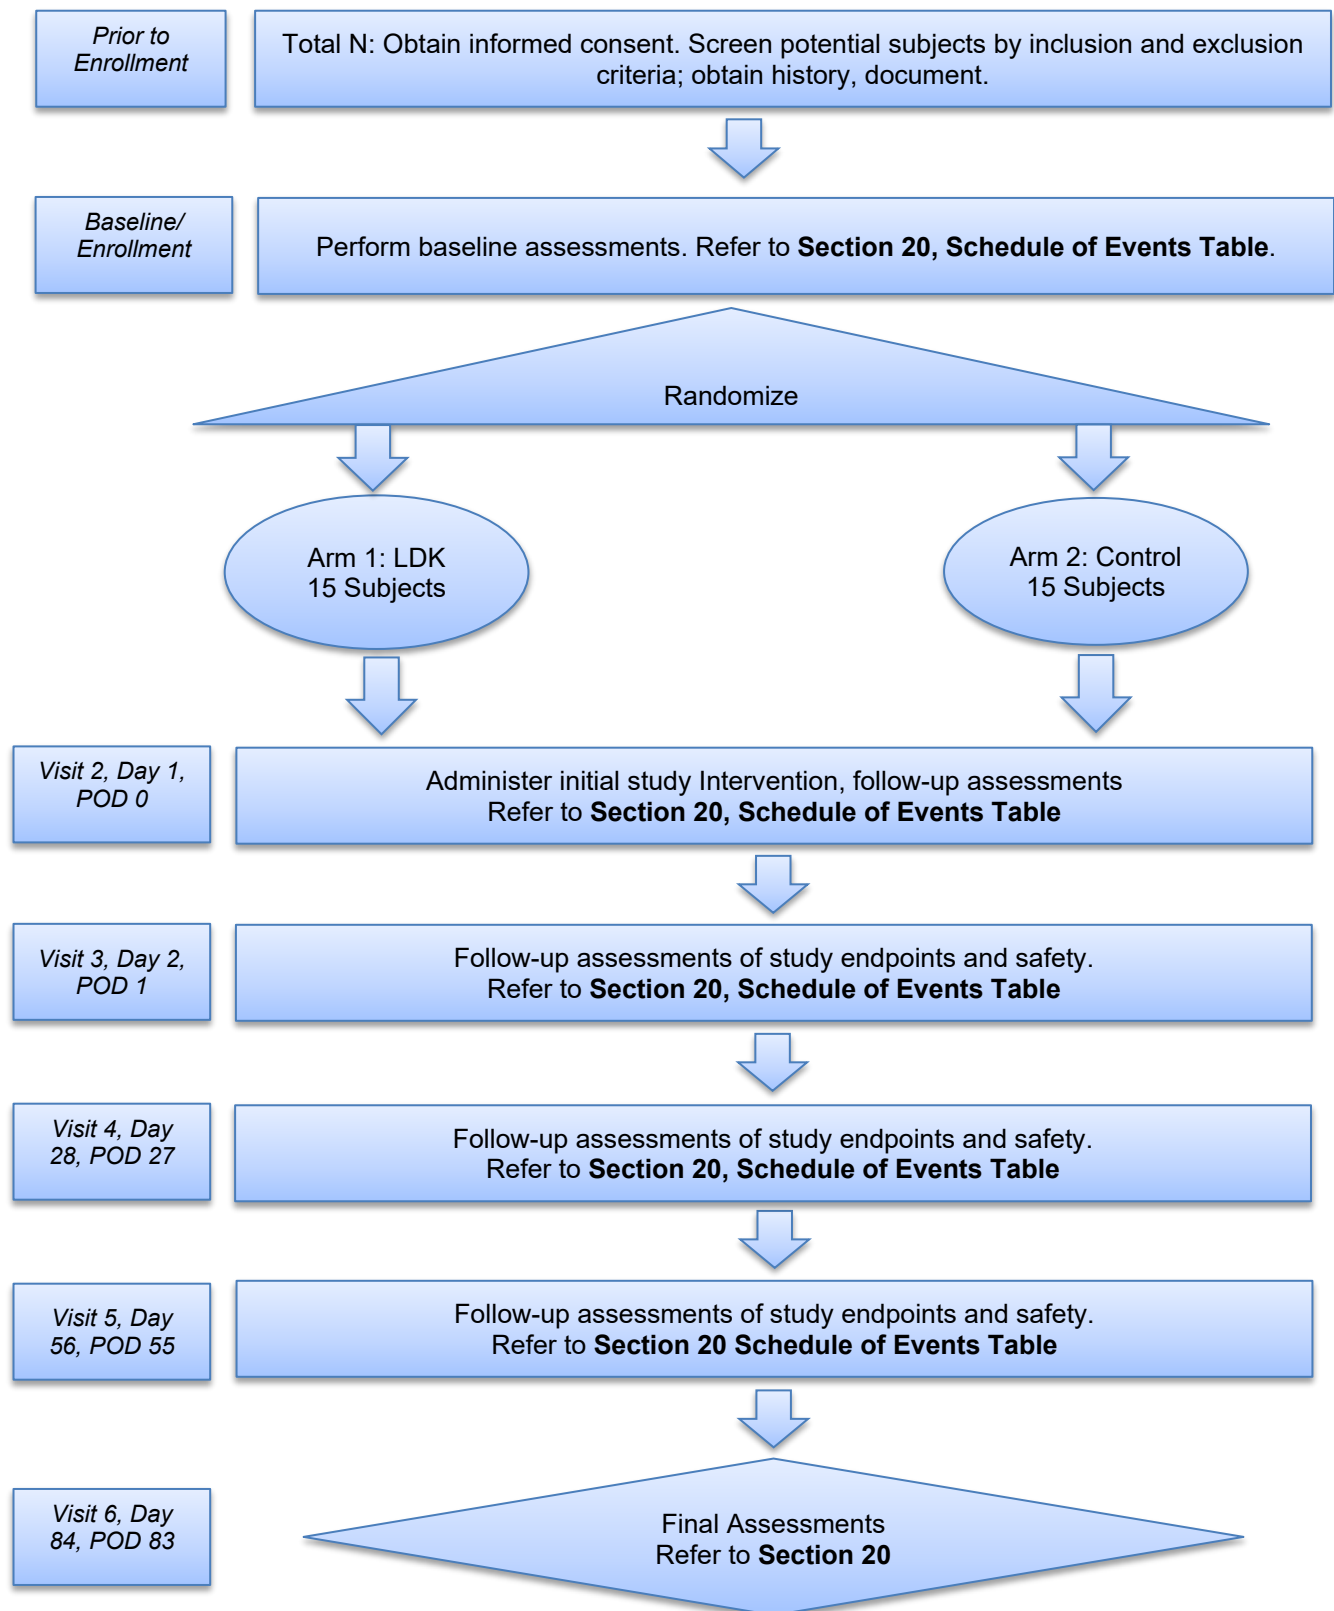 Prior to
Enrollment
Total N: Obtain informed consent. Screen potential subjects by inclusion and exclusion
criteria; obtain history, document.
Baseline/
Enrollment
Perform baseline assessments. Refer to Section 20, Schedule of Events Table.
Randomize
Arm 1: LDK
15 Subjects
Arm 2: Control
15 Subjects
Visit 2, Day 1,
POD 0
Administer initial study Intervention, follow-up assessments
Refer to Section 20, Schedule of Events Table
Visit 3, Day 2,
POD 1
Follow-up assessments of study endpoints and safety.
Refer to Section 20, Schedule of Events Table
Visit 4, Day
28, POD 27
Follow-up assessments of study endpoints and safety.
Refer to Section 20, Schedule of Events Table
Visit 5, Day
56, POD 55
Follow-up assessments of study endpoints and safety.
Refer to Section 20 Schedule of Events Table
Visit 6, Day
84, POD 83
Final Assessments
Refer to Section 20